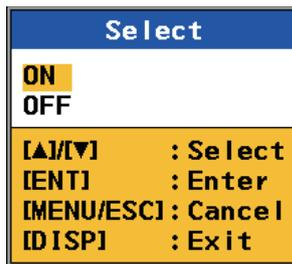 Select
ON
OFF
[▲]/[▼] :Select
[ENT] :Enter
[MENU/ESC]:Cancel
[DISP] :Exit